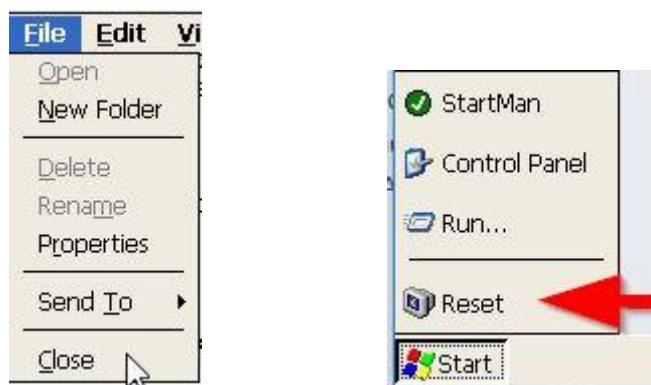 File Edit Vi
Open
New Folder
Delete
Rename
Properties
Send To
Close
StartMan
Control Panel
Run...
Reset
Start